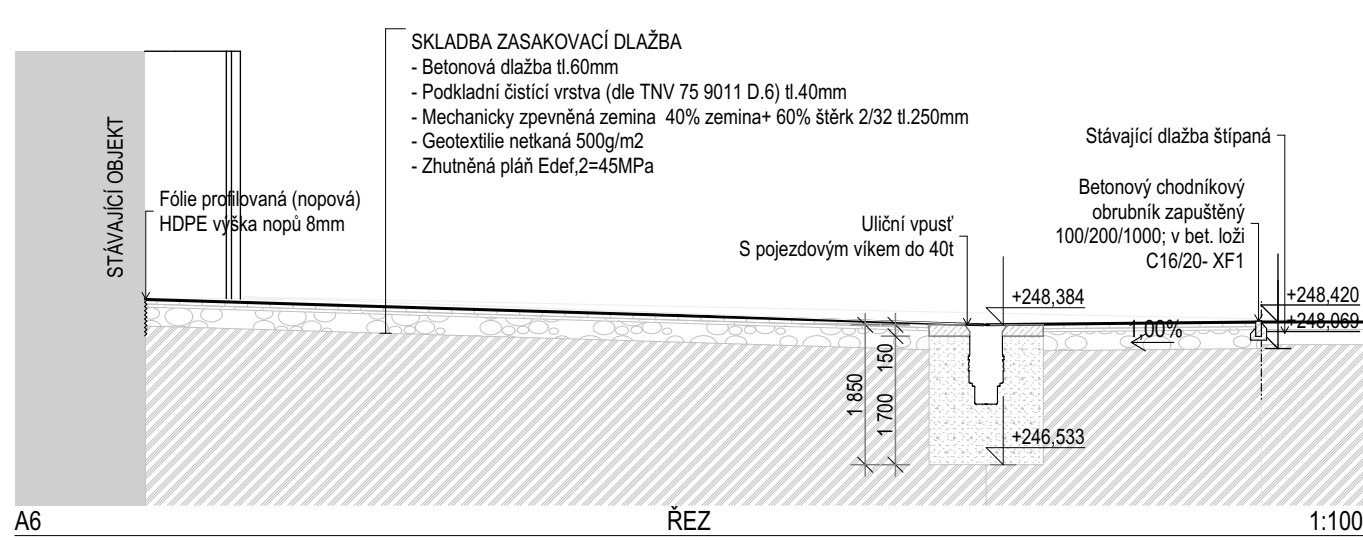 SKLADBA ZASAKOVACÍ DLAŽBA
- Betonová dlažba tl.60mm
- Podkladní čistící vrstva (dle TNV 75 9011 D.6) tl.40mm
- Mechanicky zpevněná zemina 40% zemina+ 60% štěrk 2/32 tl.250mm
- Geotextilie netkaná 500g/m2
- Zhutněná pláň Edef,2=45MPa
STÁVAJÍCÍ OBJEKT
Fólie profilovaná (nopová)
HDPE výška nopů 8mm
Uliční vpusť
S pojezdovým víkem do 40t
Stávající dlažba štípaná
Betonový chodníkový
obrubník zapuštěný
100/200/1000; v bet. loži
C16/20- XF1
+248,384
+248,420
+248,069
1,00%
150
1 850
1 700
+246,533
A6
ŘEZ
1:100